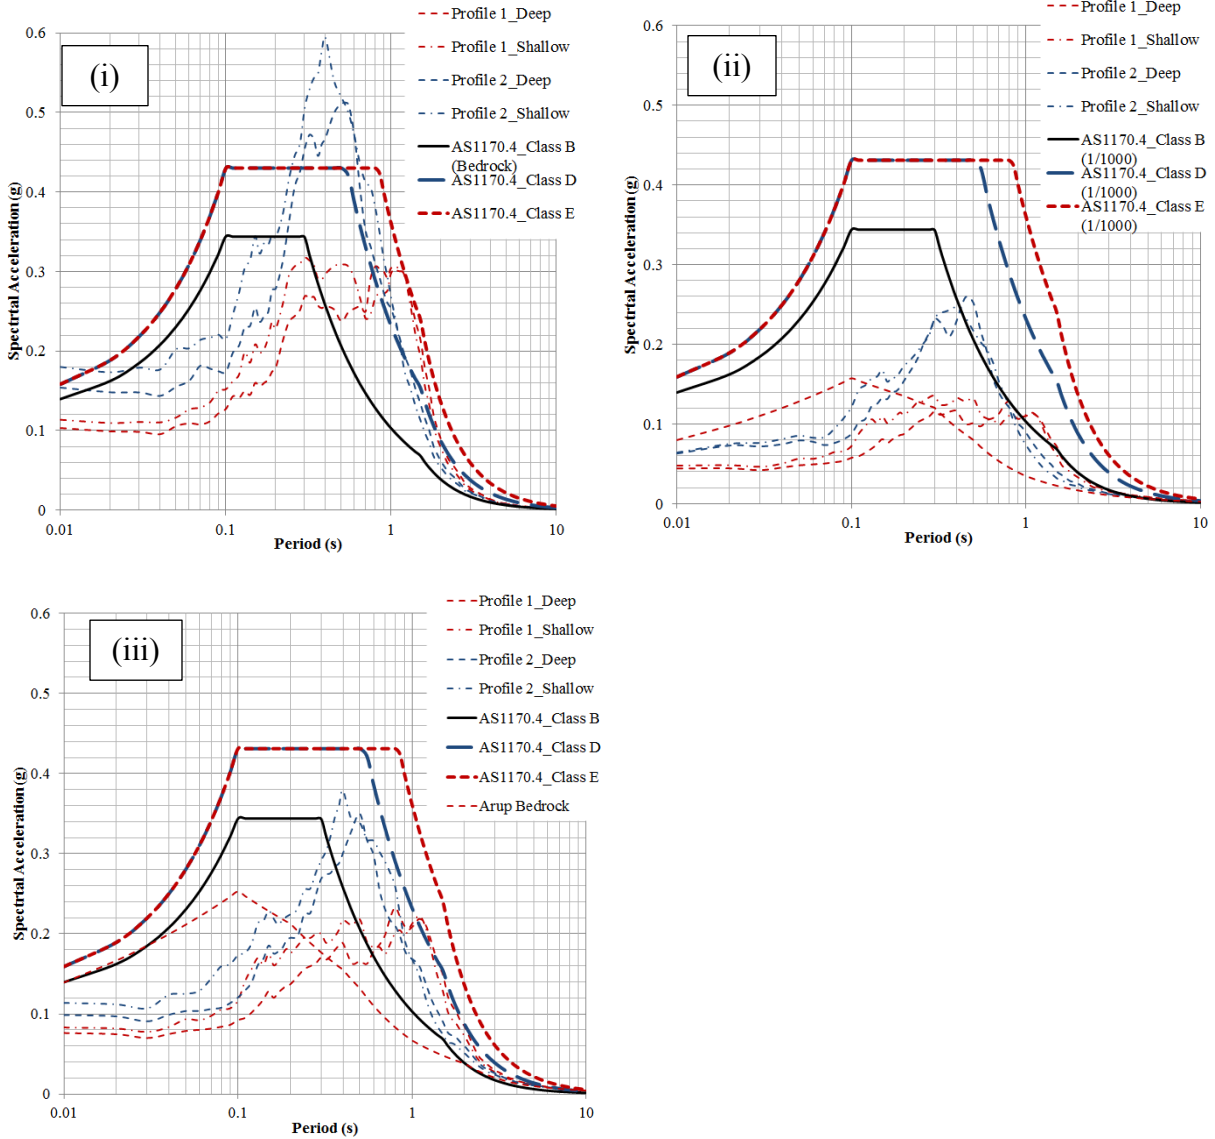 (i)
Profile 1_Deep
Profile 1_Shallow
Profile 2_Deep
Profile 2_Shallow
AS1170.4_Class B
(Bedrock)
AS1170.4_Class D
AS1170.4_Class E
Spectrtal Acceleration (g)
0.6
0.5
0.4
0.3
0.2
0.1
0
0.01
0.1
1
10
Period (s)
(ii)
Profile 1_Deep
Profile 1_Shallow
Profile 2_Deep
Profile 2_Shallow
AS1170.4_Class B
(1/1000)
AS1170.4_Class D
(1/1000)
AS1170.4_Class E
(1/1000)
Spectrtal Acceleration (g)
0.6
0.5
0.4
0.3
0.2
0.1
0
0.01
0.1
1
10
Period (s)
(iii)
Profile 1_Deep
Profile 1_Shallow
Profile 2_Deep
Profile 2_Shallow
AS1170.4_Class B
AS1170.4_Class D
AS1170.4_Class E
Arup Bedrock
Spectrtal Acceleration (g)
0.6
0.5
0.4
0.3
0.2
0.1
0
0.01
0.1
1
10
Period (s)